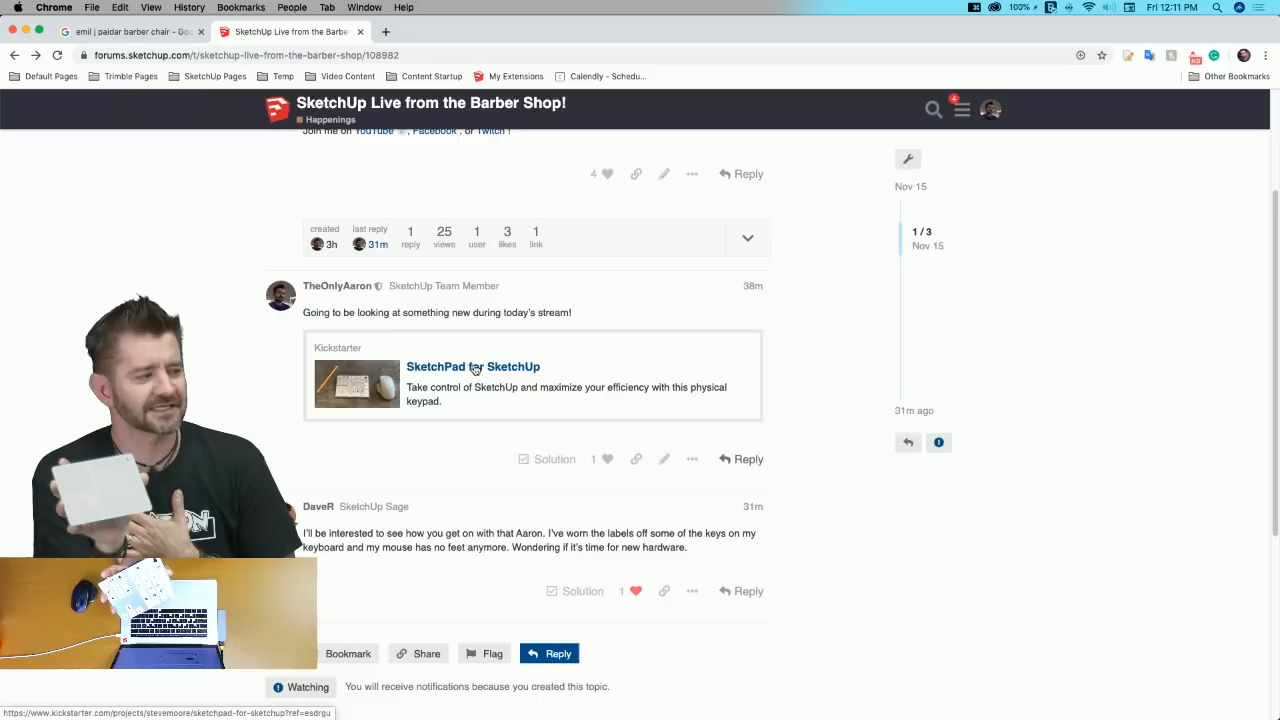 Chrome File Edit View History Bookmarks People Tab Window Help
100% Fri Dec 12:11 PM
emil j paidar barber chair - Goo
SketchUp Live from the Barbe
forums.sketchup.com/t/sketchup-live-from-the-barber-shop/108982
Default Pages Trimble Pages SketchUp Pages Temp Video Content Content Startup My Extensions Calendly - Schedu... Other Bookmarks
SketchUp Live from the Barber Shop!
4
Happenings
Join me on YouTube , Facebook , or Twitch !
4 Reply
Nov 15
created last reply 1 25 1 3 1
3h 31m reply views user likes link
1 / 3
Nov 15
TheOnlyAaron SketchUp Team Member 38m
Going to be looking at something new during today's stream!
Kickstarter
SketchPad for SketchUp
Take control of SketchUp and maximize your efficiency with this physical
keypad.
31m ago
Solution 1 Reply
DaveR SketchUp Sage 31m
I'll be interested to see how you get on with that Aaron. I've worn the labels off some of the keys on my
keyboard and my mouse has no feet anymore. Wondering if it's time for new hardware.
Solution 1 Reply
Bookmark Share Flag Reply
Watching You will receive notifications because you created this topic.
https://www.kickstarter.com/projects/stevemoore/sketchpad-for-sketchup?ref=esdrgu